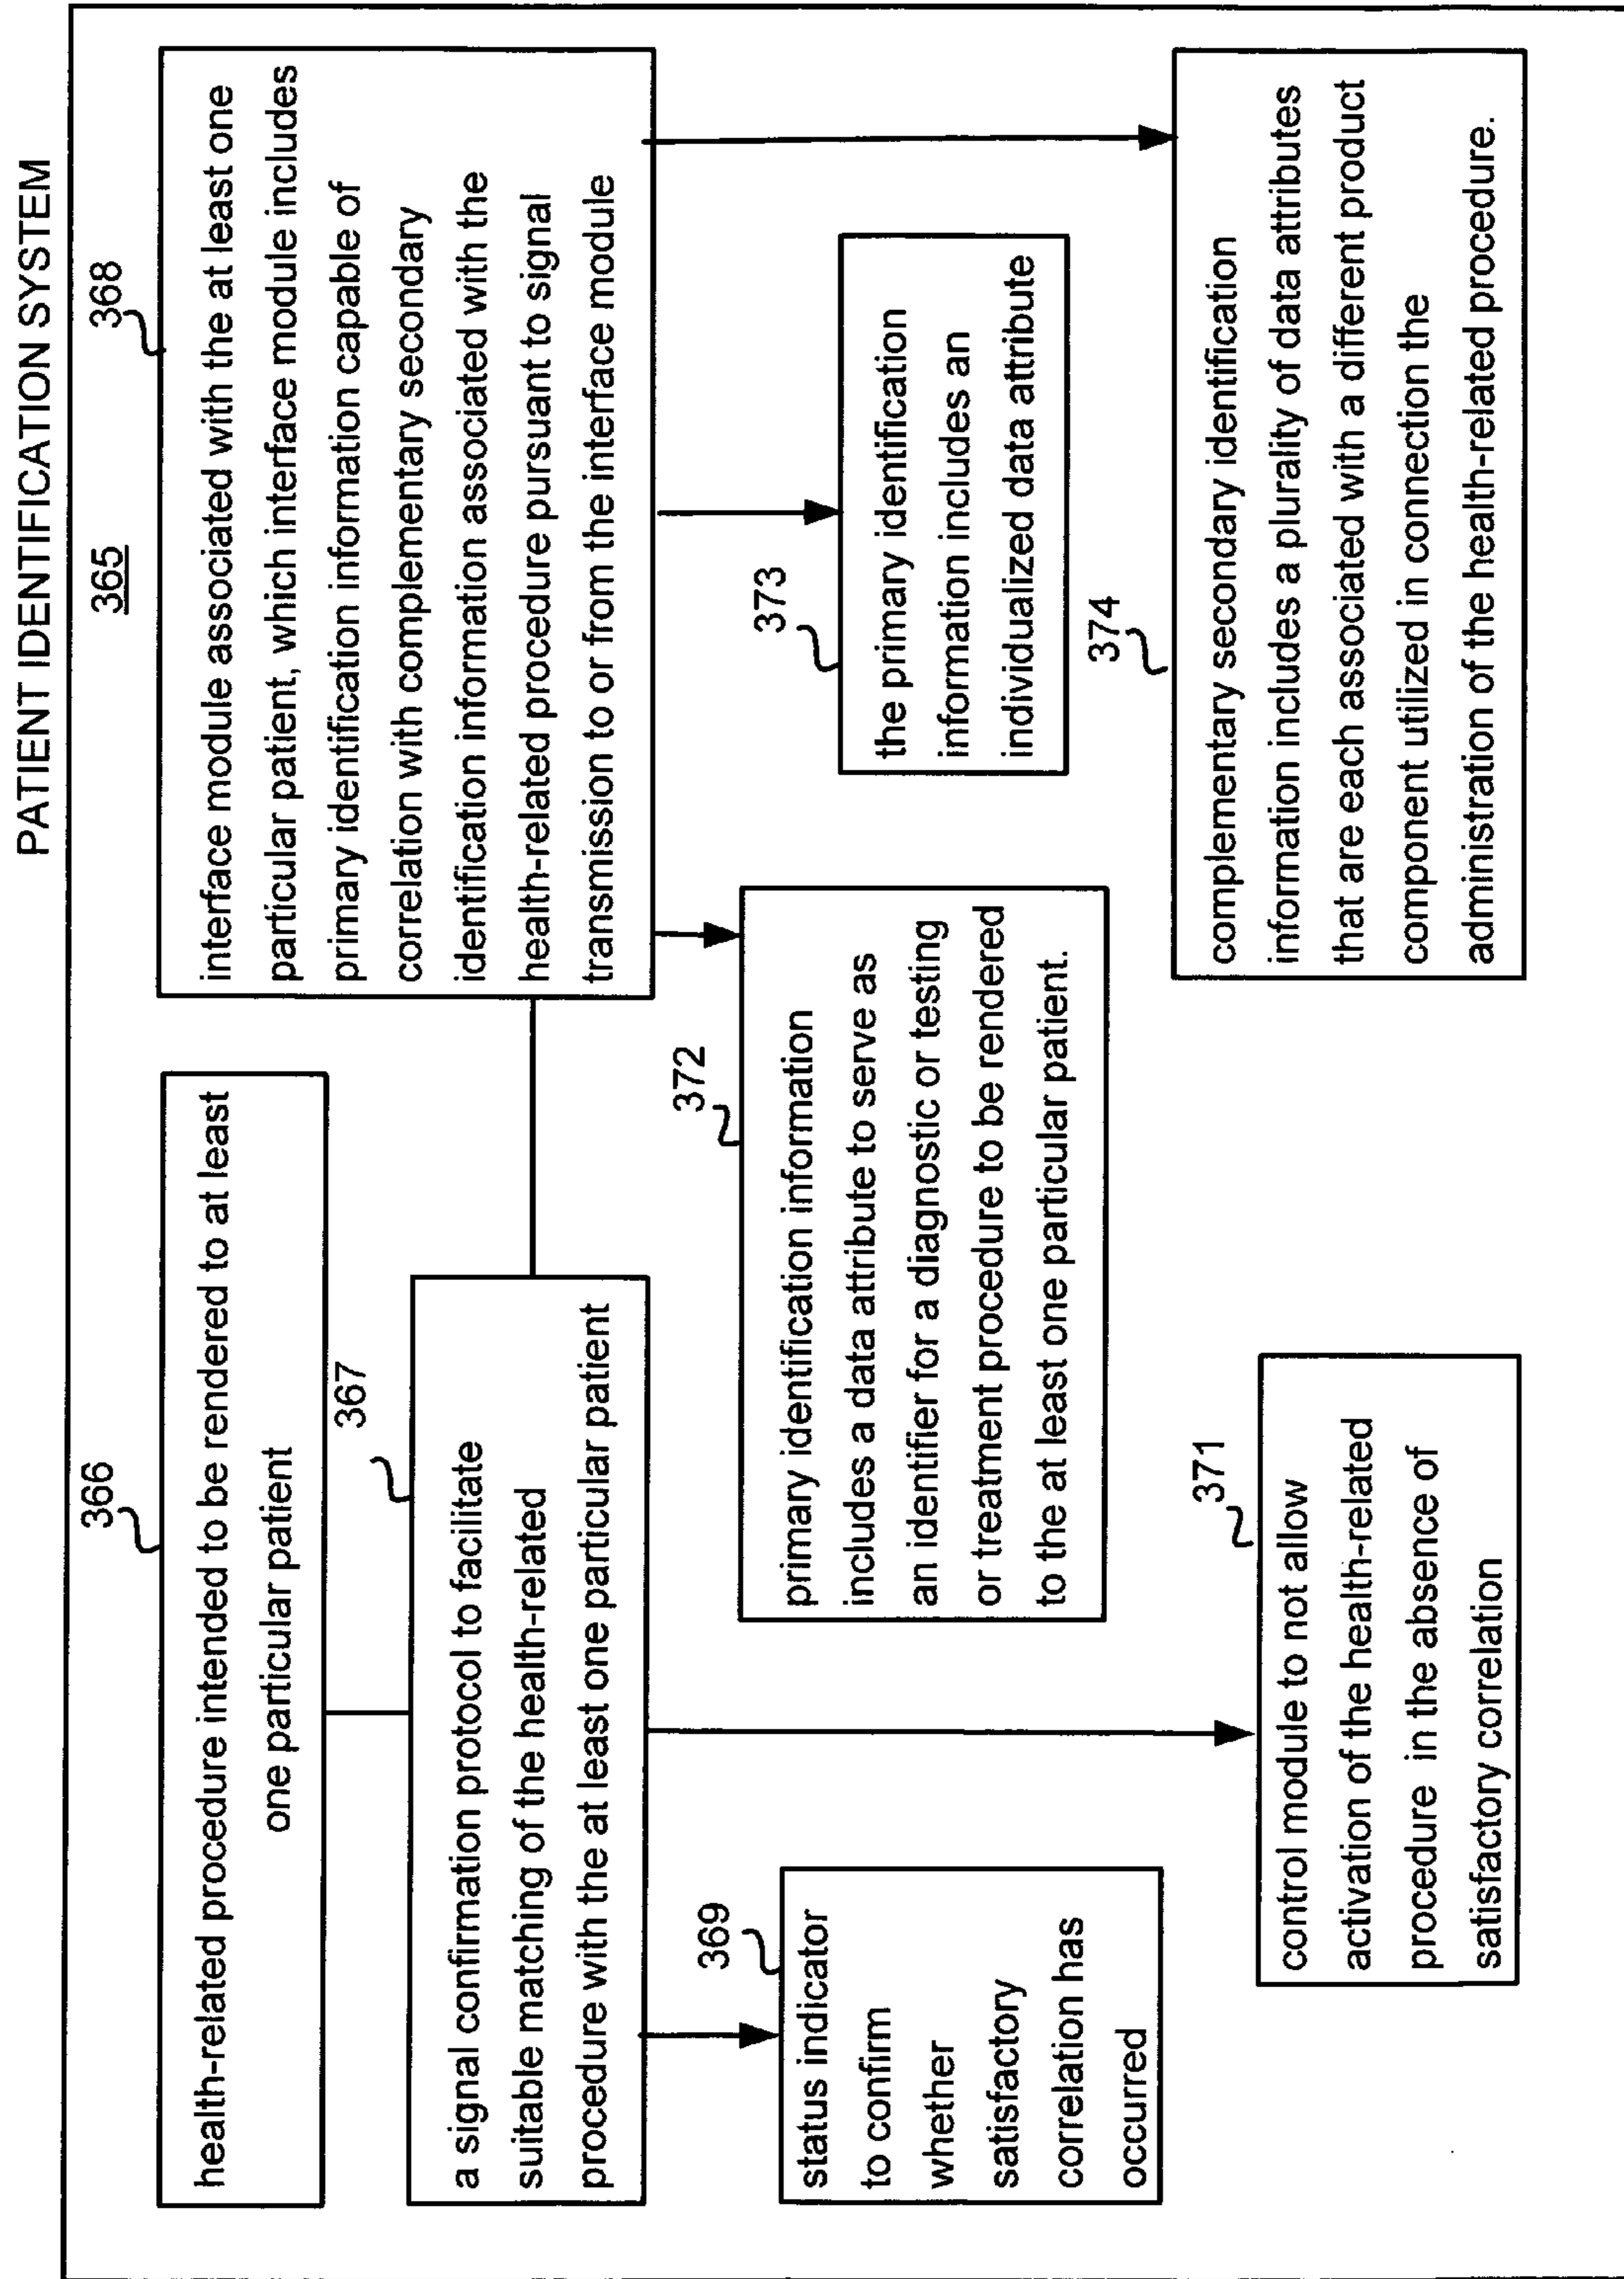 PATIENT IDENTIFICATION SYSTEM
365
366
health-related procedure intended to be rendered to at least
one particular patient
367
a signal confirmation protocol to facilitate
suitable matching of the health-related
procedure with the at least one particular patient
368
interface module associated with the at least one
particular patient, which interface module includes
primary identification information capable of
correlation with complementary secondary
identification information associated with the
health-related procedure pursuant to signal
transmission to or from the interface module
369
status indicator
to confirm
whether
satisfactory
correlation has
occurred
371
control module to not allow
activation of the health-related
procedure in the absence of
satisfactory correlation
372
primary identification information
includes a data attribute to serve as
an identifier for a diagnostic or testing
or treatment procedure to be rendered
to the at least one particular patient.
373
the primary identification
information includes an
individualized data attribute
374
complementary secondary identification
information includes a plurality of data attributes
that are each associated with a different product
component utilized in connection the
administration of the health-related procedure.